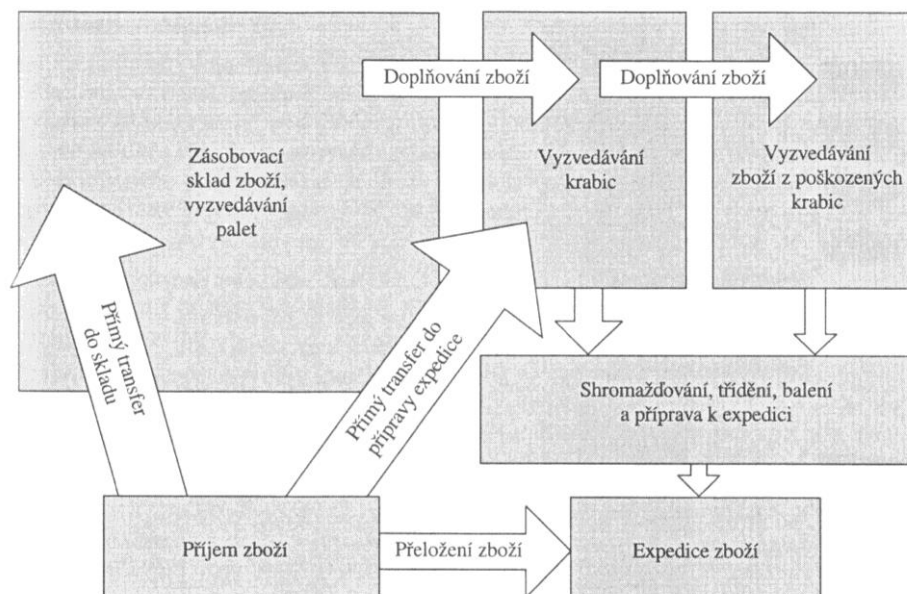 Doplňování zboží
Doplňování zboží
Zásobovací
sklad zboží,
vyzvedávání
palet
Vyzvedávání
krabic
Vyzvedávání
zboží z poškozených
krabic
Přímý transfer
do skladu
Přímý transfer do
přípravy expedice
Shromažďování, třídění, balení
a příprava k expedici
Příjem zboží
Přeložení zboží
Expedice zboží